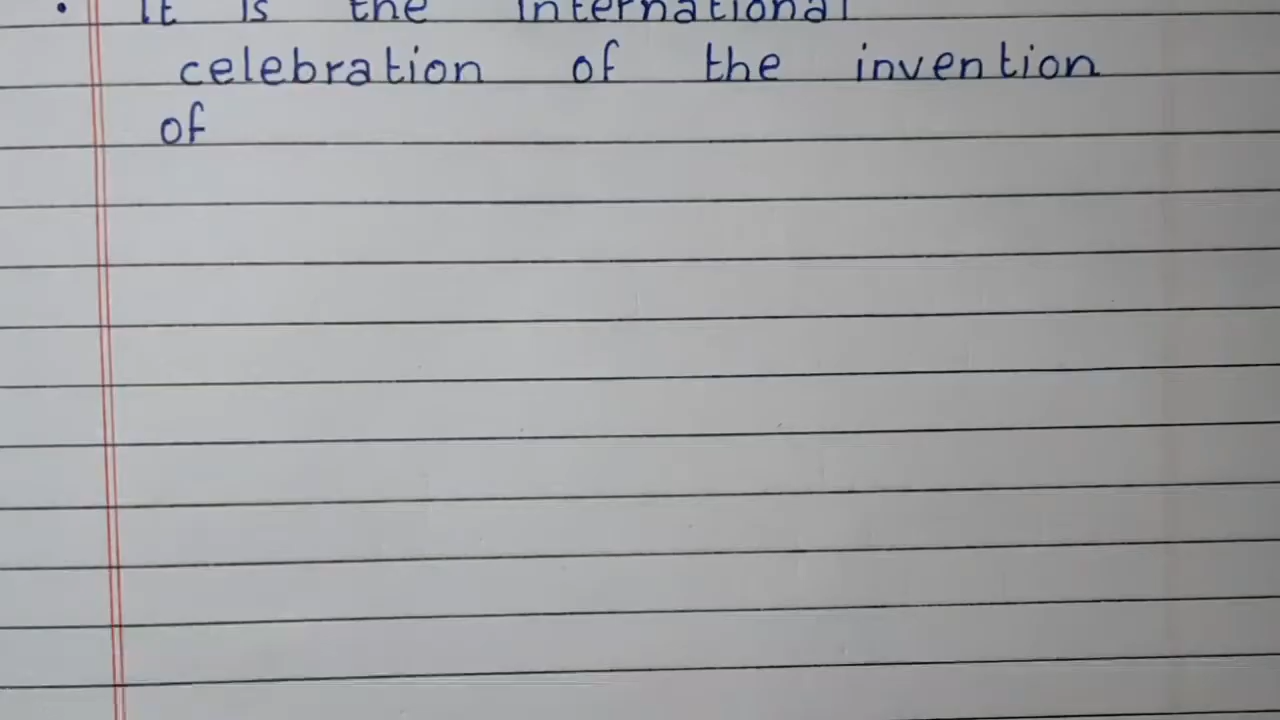 • It is the international
celebration of the invention
of